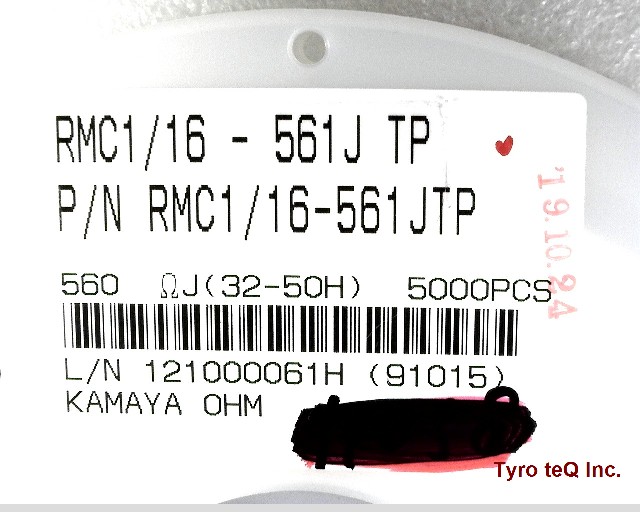 RMC1/16 - 561J TP
P/N RMC1/16-561JTP
'19.10.24
560 ΩJ(32-50H) 5000PCS
L/N 121000061H (91015)
KAMAYA OHM
Tyro teQ Inc.